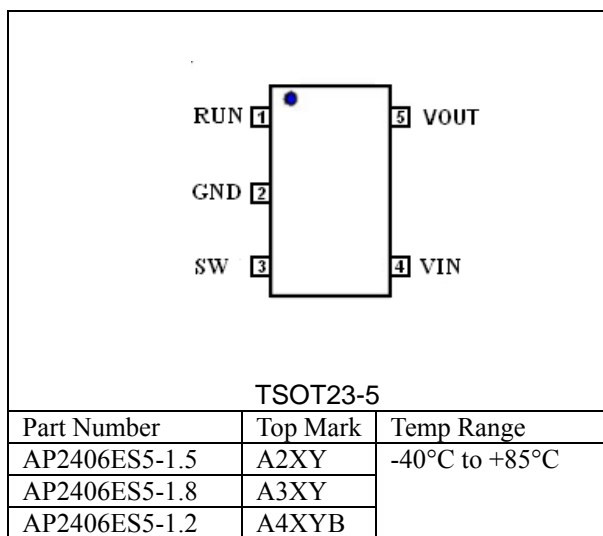 RUN 1 5 VOUT
GND 2
SW 3 4 VIN
TSOT23-5
Part Number Top Mark Temp Range
AP2406ES5-1.5 A2XY -40°C to +85°C
AP2406ES5-1.8 A3XY
AP2406ES5-1.2 A4XYB